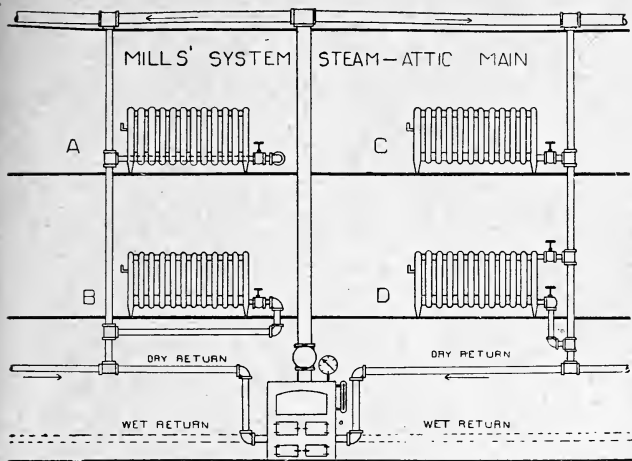 MILLS' SYSTEM STEAM-ATTIC MAIN
A
C
B
D
DRY RETURN
DRY RETURN
WET RETURN
WET RETURN